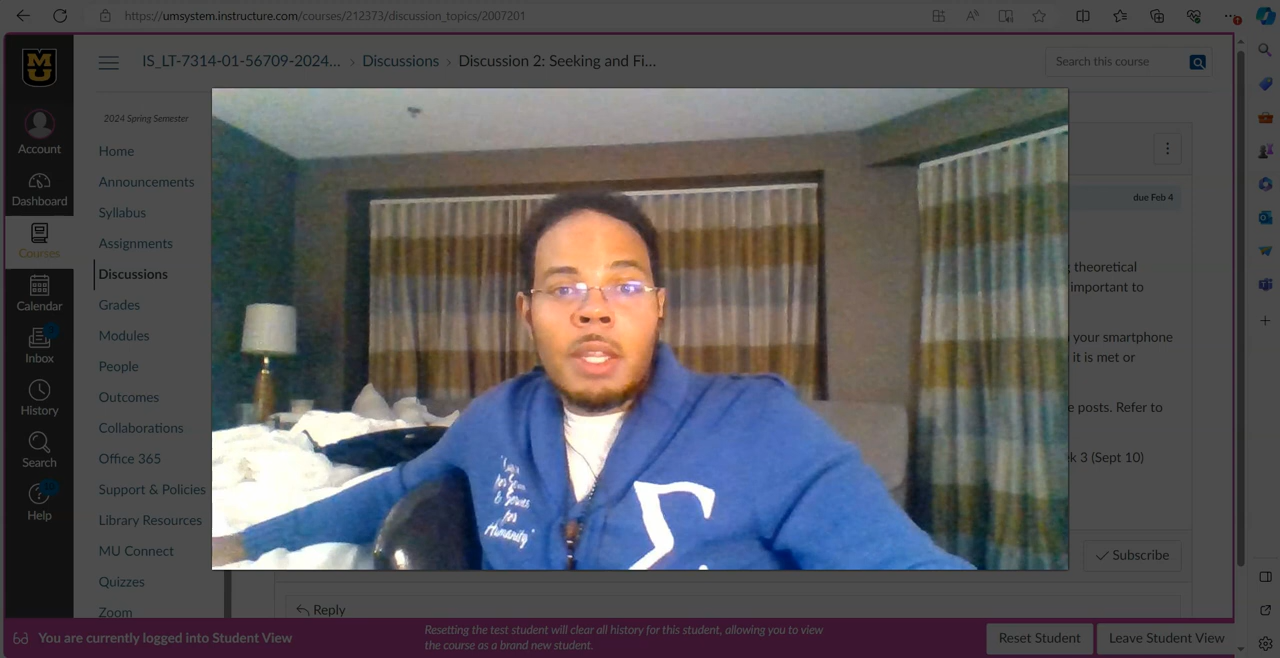 https://umsystem.instructure.com/courses/212373/discussion_topics/2007201
IS_LT-7314-01-56709-2024... › Discussions › Discussion 2: Seeking and Fi...
Search this course
2024 Spring Semester
Account
Dashboard
Courses
Calendar
Inbox
History
Search
Help
Home
Announcements
Syllabus
Assignments
Discussions
Grades
Modules
People
Outcomes
Collaborations
Office 365
Support & Policies
Library Resources
MU Connect
Quizzes
Zoom
due Feb 4
theoretical
important to
your smartphone
it is met or
e posts. Refer to
k 3 (Sept 10)
for
Humanity"
Σ
Subscribe
Reply
You are currently logged into Student View
Resetting the test student will clear all history for this student, allowing you to view
the course as a brand new student.
Reset Student
Leave Student View